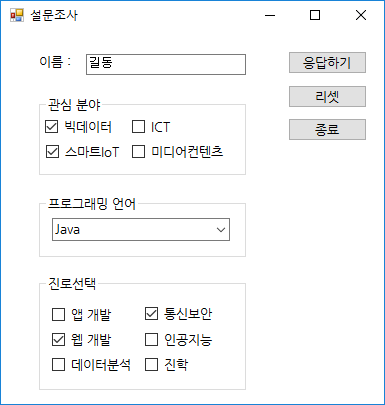 설문조사
이름 : 길동 응답하기
리셋
종료
관심 분야
빅데이터 ICT
스마트IoT 미디어컨텐츠
프로그래밍 언어
Java
진로선택
앱 개발 통신보안
웹 개발 인공지능
데이터분석 진학